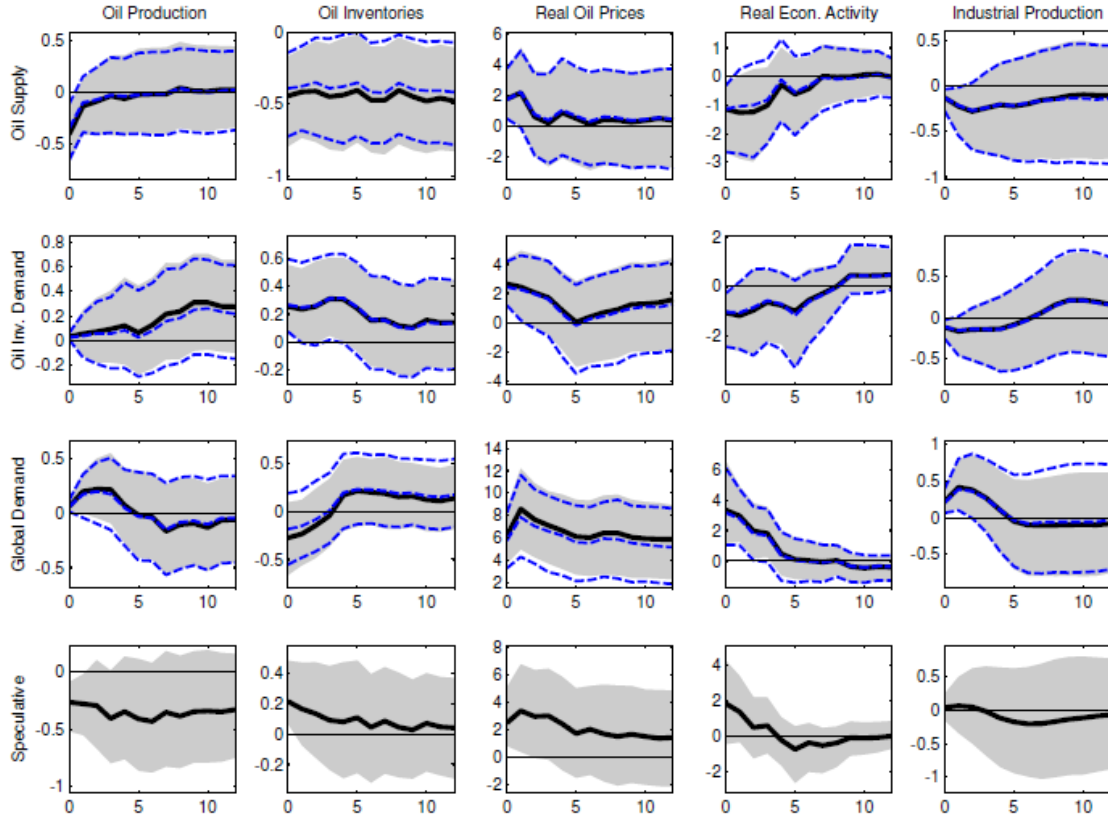 Oil Production
Oil Inventories
Real Oil Prices
Real Econ. Activity
Industrial Production
Oil Supply
0.5
0
-0.5
0 5 10
0
-0.5
-1
0 5 10
6
4
2
0
-2
0 5 10
1
0
-1
-2
-3
0 5 10
0.5
0
-0.5
-1
0 5 10
Oil Inv. Demand
0.8
0.6
0.4
0.2
0
-0.2
0 5 10
0.6
0.4
0.2
0
-0.2
0 5 10
4
2
0
-2
-4
0 5 10
2
0
-2
0 5 10
0.5
0
-0.5
0 5 10
Global Demand
0.5
0
-0.5
0 5 10
0.5
0
-0.5
0 5 10
14
12
10
8
6
4
2
0 5 10
6
4
2
0
0 5 10
1
0.5
0
-0.5
0 5 10
Speculative
0
-0.5
-1
0 5 10
0.4
0.2
0
-0.2
0 5 10
8
6
4
2
0
-2
0 5 10
4
2
0
-2
0 5 10
0.5
0
-0.5
-1
0 5 10